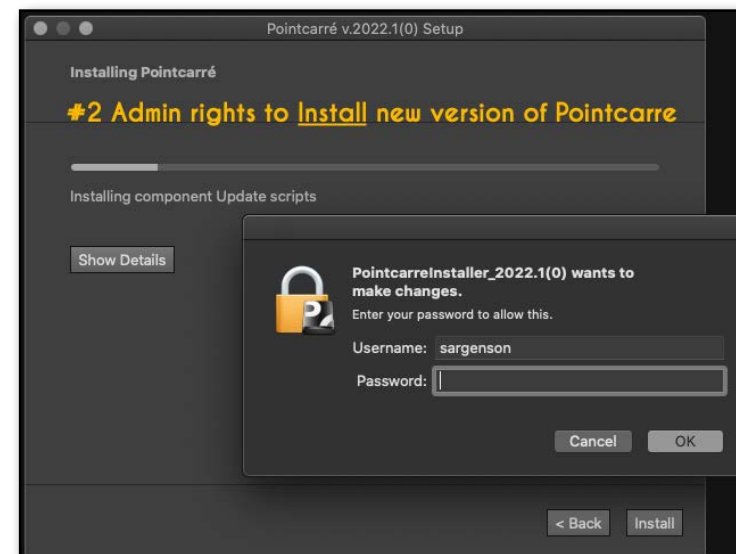 Pointcarré v.2022.1(0) Setup
Installing Pointcarré
#2 Admin rights to Install new version of Pointcarre
Installing component Update scripts
Show Details
PointcarreInstaller_2022.1(0) wants to
make changes.
Enter your password to allow this.
Username: sargenson
Password:
Cancel OK
< Back Install